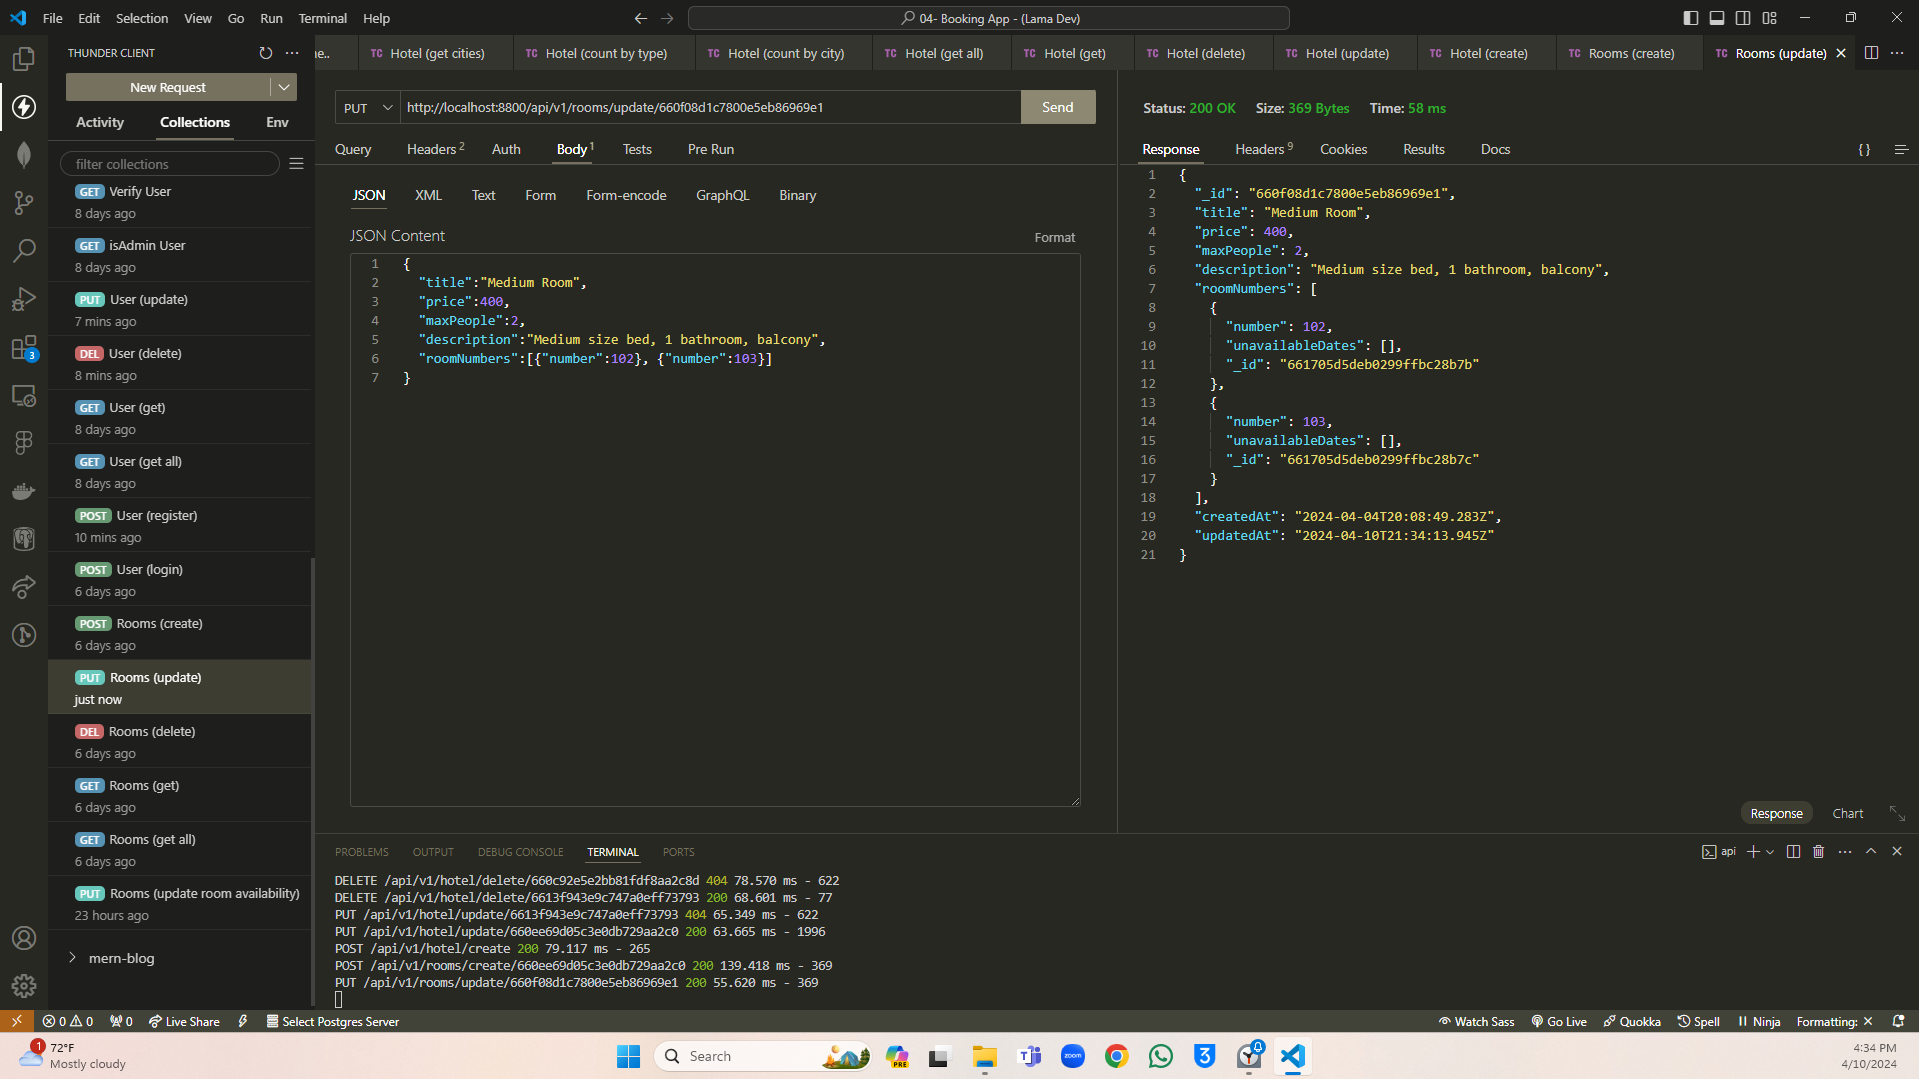 File Edit Selection View Go Run Terminal Help
04- Booking App - (Lama Dev)
THUNDER CLIENT
New Request
Activity Collections Env
filter collections
GET Verify User
8 days ago
GET isAdmin User
8 days ago
PUT User (update)
7 mins ago
DEL User (delete)
8 mins ago
GET User (get)
8 days ago
GET User (get all)
8 days ago
POST User (register)
10 mins ago
POST User (login)
6 days ago
POST Rooms (create)
6 days ago
PUT Rooms (update)
just now
DEL Rooms (delete)
6 days ago
GET Rooms (get)
6 days ago
GET Rooms (get all)
6 days ago
PUT Rooms (update room availability)
23 hours ago
mern-blog
3
ne.. TC Hotel (get cities) TC Hotel (count by type) TC Hotel (count by city) TC Hotel (get all) TC Hotel (get) TC Hotel (delete) TC Hotel (update) TC Hotel (create) TC Rooms (create) TC Rooms (update)
PUT http://localhost:8800/api/v1/rooms/update/660f08d1c7800e5eb86969e1 Send
Query Headers 2 Auth Body 1 Tests Pre Run
JSON XML Text Form Form-encode GraphQL Binary
JSON Content Format
1 {
2 "title":"Medium Room",
3 "price":400,
4 "maxPeople":2,
5 "description":"Medium size bed, 1 bathroom, balcony",
6 "roomNumbers":[{"number":102}, {"number":103}]
7 }
Status: 200 OK Size: 369 Bytes Time: 58 ms
Response Headers 9 Cookies Results Docs {}
1 {
2 "_id": "660f08d1c7800e5eb86969e1",
3 "title": "Medium Room",
4 "price": 400,
5 "maxPeople": 2,
6 "description": "Medium size bed, 1 bathroom, balcony",
7 "roomNumbers": [
8 {
9 "number": 102,
10 "unavailableDates": [],
11 "_id": "661705d5deb0299ffbc28b7b"
12 },
13 {
14 "number": 103,
15 "unavailableDates": [],
16 "_id": "661705d5deb0299ffbc28b7c"
17 }
18 ],
19 "createdAt": "2024-04-04T20:08:49.283Z",
20 "updatedAt": "2024-04-10T21:34:13.945Z"
21 }
Response Chart
PROBLEMS OUTPUT DEBUG CONSOLE TERMINAL PORTS
api
DELETE /api/v1/hotel/delete/660c92e5e2bb81fdf8aa2c8d 404 78.570 ms - 622
DELETE /api/v1/hotel/delete/6613f943e9c747a0eff73793 200 68.601 ms - 77
PUT /api/v1/hotel/update/6613f943e9c747a0eff73793 404 65.349 ms - 622
PUT /api/v1/hotel/update/660ee69d05c3e0db729aa2c0 200 63.665 ms - 1996
POST /api/v1/hotel/create 200 79.117 ms - 265
POST /api/v1/rooms/create/660ee69d05c3e0db729aa2c0 200 139.418 ms - 369
PUT /api/v1/rooms/update/660f08d1c7800e5eb86969e1 200 55.620 ms - 369
0 0 0 Live Share Select Postgres Server Watch Sass Go Live Quokka Spell Ninja Formatting:
1 72°F
Mostly cloudy
Search
PRE
zoom
4:34 PM
4/10/2024